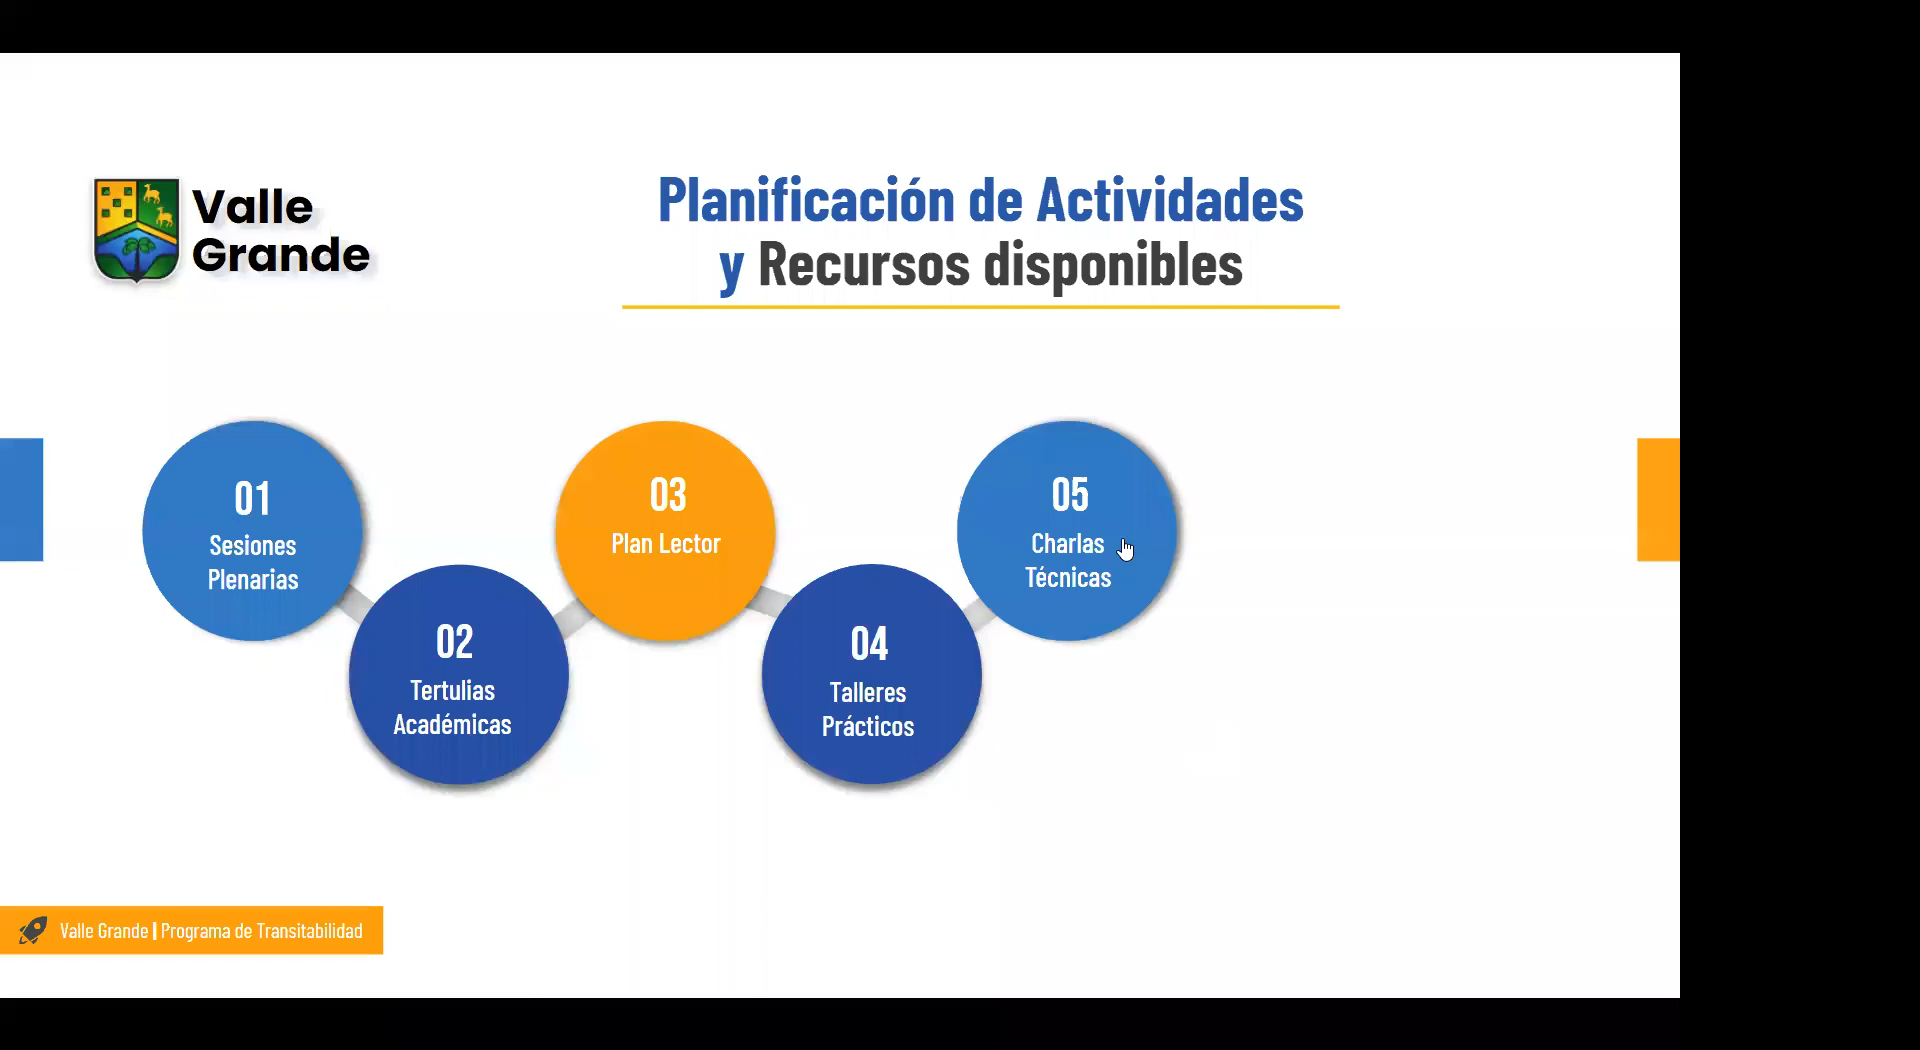 Valle
Grande
Planificación de Actividades
y Recursos disponibles
01
Sesiones
Plenarias
02
Tertulias
Académicas
03
Plan Lector
04
Talleres
Prácticos
05
Charlas
Técnicas
Valle Grande | Programa de Transitabilidad